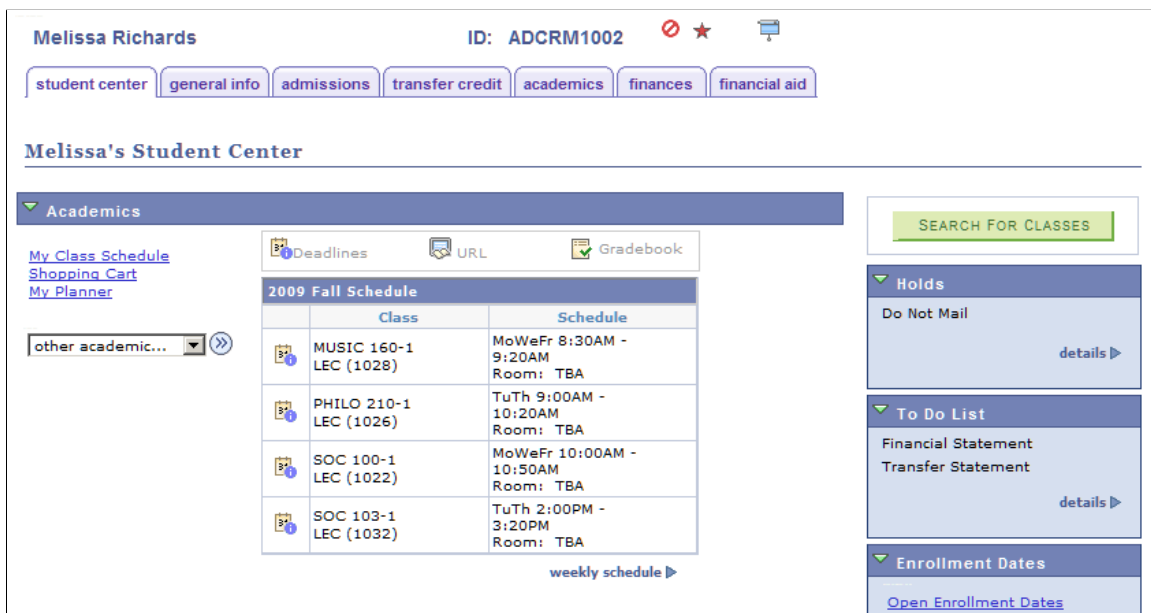 Melissa Richards ID: ADCRM1002
student center general info admissions transfer credit academics finances financial aid
Melissa's Student Center
Academics
My Class Schedule
Shopping Cart
My Planner
other academic...
Deadlines URL Gradebook
2009 Fall Schedule
Class Schedule
MUSIC 160-1
LEC (1028)
MoWeFr 8:30AM -
9:20AM
Room: TBA
PHILO 210-1
LEC (1026)
TuTh 9:00AM -
10:20AM
Room: TBA
SOC 100-1
LEC (1022)
MoWeFr 10:00AM -
10:50AM
Room: TBA
SOC 103-1
LEC (1032)
TuTh 2:00PM -
3:20PM
Room: TBA
weekly schedule
SEARCH FOR CLASSES
Holds
Do Not Mail
details
To Do List
Financial Statement
Transfer Statement
details
Enrollment Dates
Open Enrollment Dates